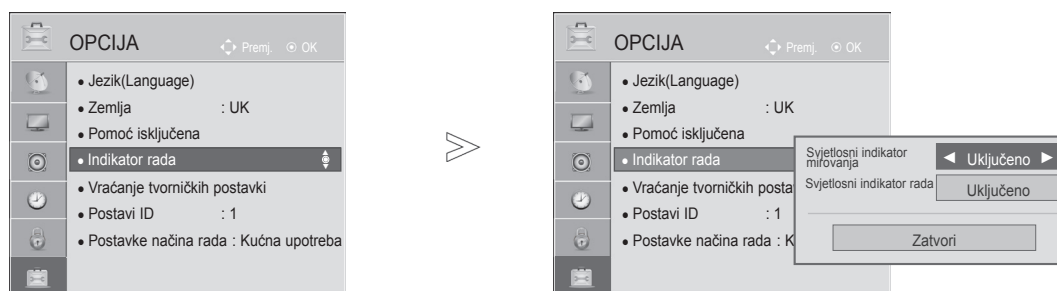 OPCIJA Premj. OK
Jezik(Language)
Zemlja : UK
Pomoć isključena
Indikator rada
Vraćanje tvorničkih postavki
Postavi ID : 1
Postavke načina rada : Kućna upotreba
OPCIJA Premj. OK
Jezik(Language)
Zemlja : UK
Pomoć isključena
Indikator rada
Vraćanje tvorničkih posta
Postavi ID : 1
Postavke načina rada : K
Svjetlosni indikator
mirovanja
◄ Uključeno ►
Svjetlosni indikator rada
Uključeno
Zatvori